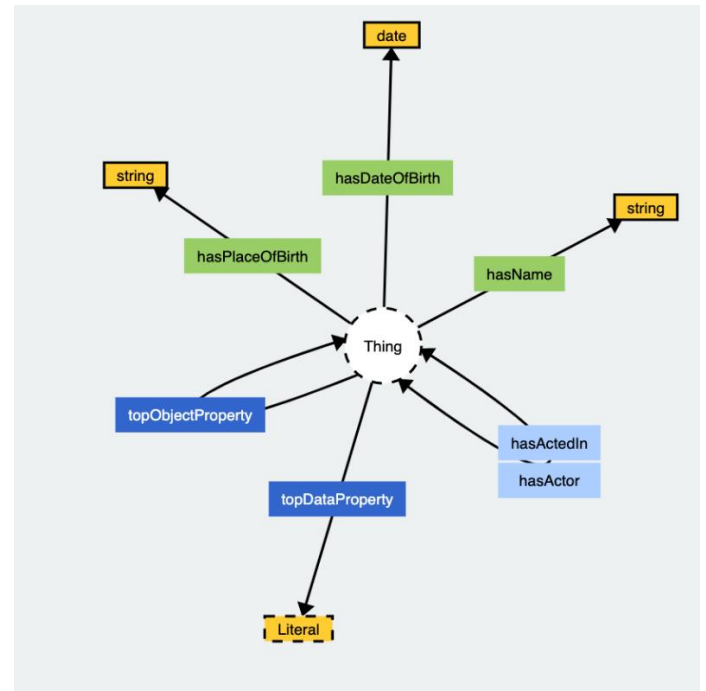 date
string
hasDateOfBirth
string
hasPlaceOfBirth
hasName
Thing
topObjectProperty
hasActedIn
hasActor
topDataProperty
Literal